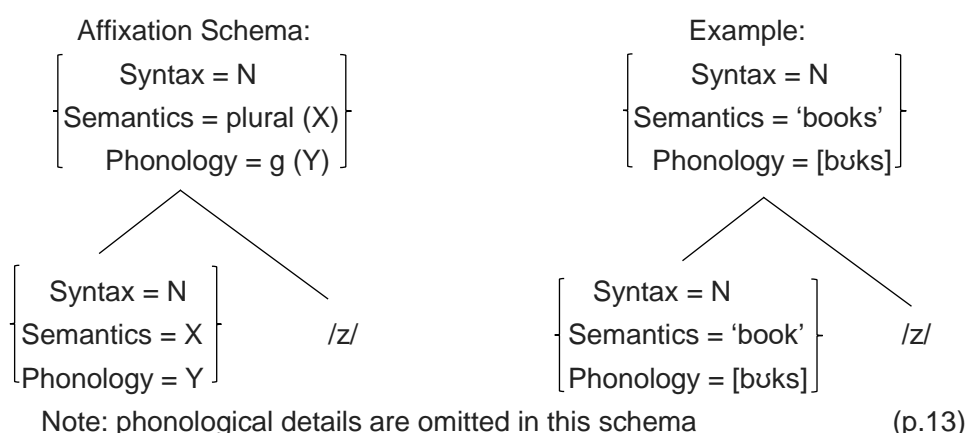 Affixation Schema: Example:
Syntax = N Syntax = N
Semantics = plural (X) Semantics = ‘books’
Phonology = g (Y) Phonology = [bʊks]
Syntax = N /z/ Syntax = N /z/
Semantics = X Semantics = ‘book’
Phonology = Y Phonology = [bʊks]
Note: phonological details are omitted in this schema (p.13)